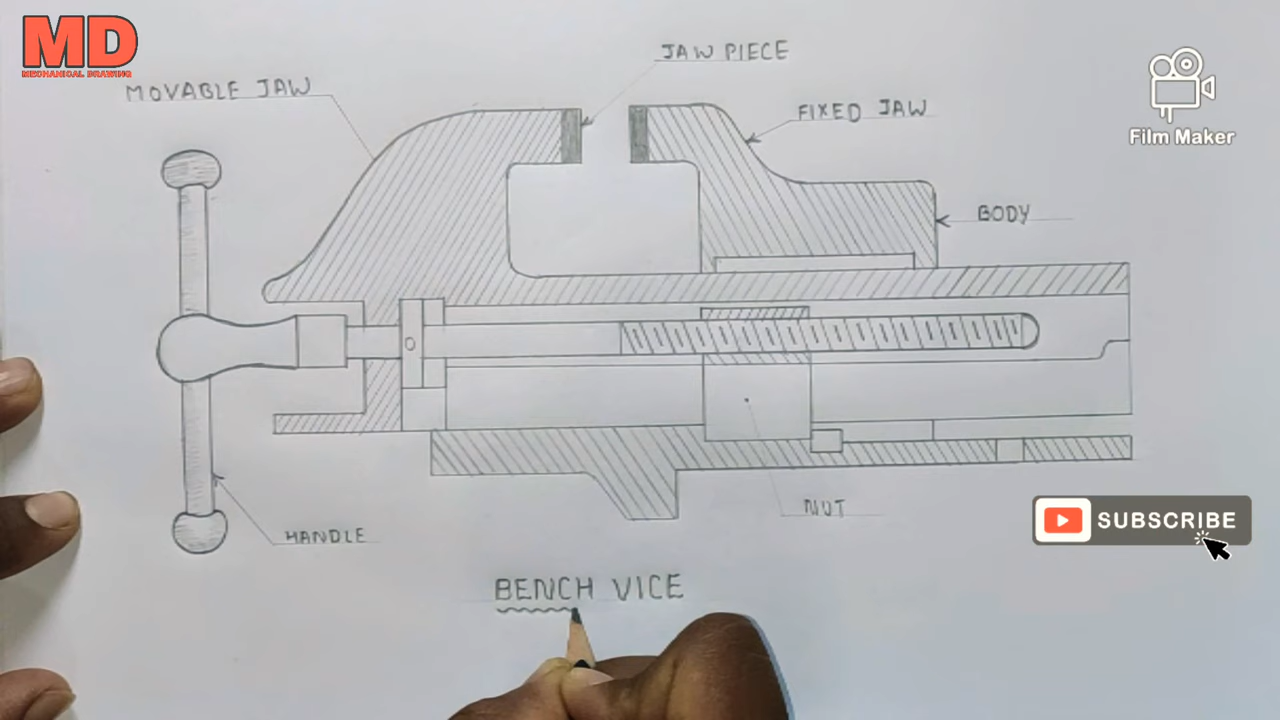 MD
MECHANICAL DRAWING
JAW PIECE
MOVABLE JAW
FIXED JAW
Film Maker
BODY
NUT
SUBSCRIBE
HANDLE
BENCH VICE